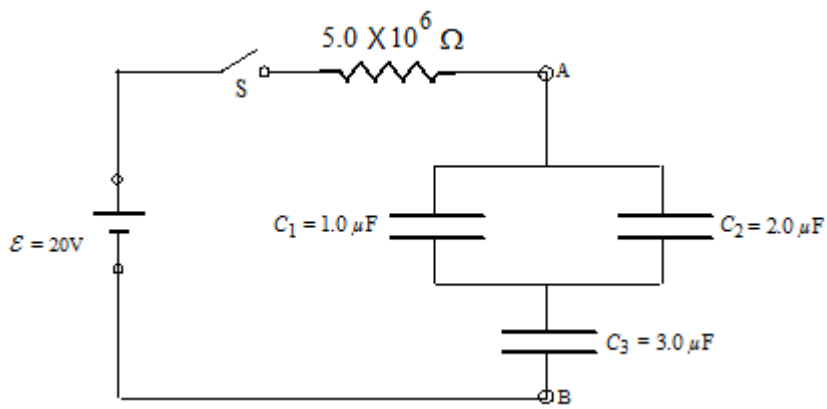 5.0 X10⁶ Ω
S
A
C₁ = 1.0 μF
C₂ = 2.0 μF
ℰ = 20V
C₃ = 3.0 μF
B